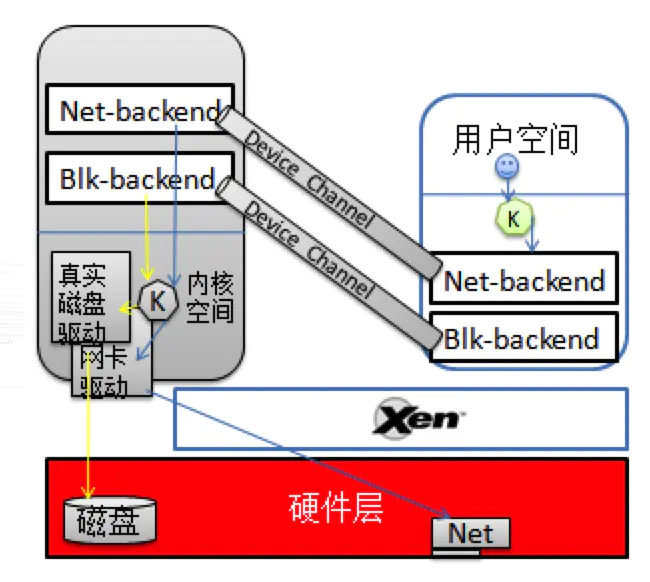 Net-backend
Blk-backend
Device Channel
Device Channel
用户空间
K
Net-backend
Blk-backend
真实
磁盘
驱动
K
内核
空间
网卡
驱动
Xen™
硬件层
磁盘
Net